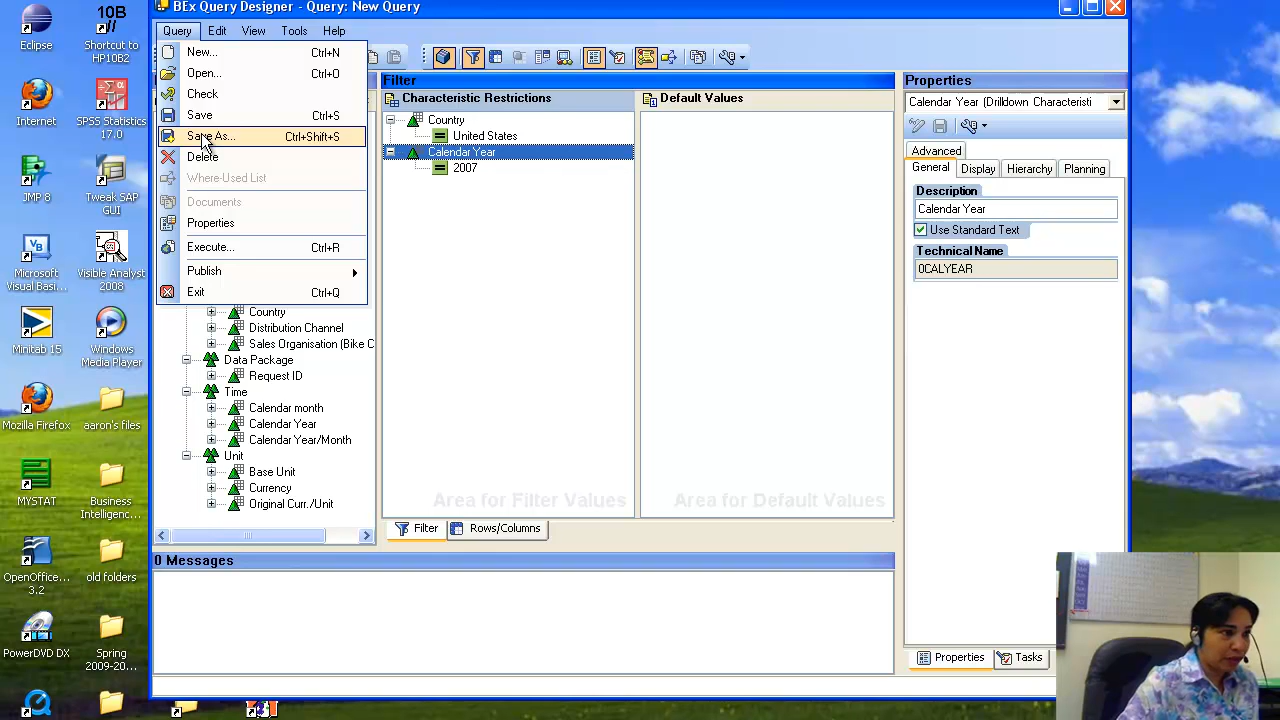 BEx Query Designer - Query: New Query
Query Edit View Tools Help
New... Ctrl+N
Open... Ctrl+O
Check
Save Ctrl+S
Save As... Ctrl+Shift+S
Delete
Where-Used List
Documents
Properties
Execute... Ctrl+R
Publish
Exit Ctrl+Q
Country
Distribution Channel
Sales Organisation (Bike C
Data Package
Request ID
Time
Calendar month
Calendar Year
Calendar Year/Month
Unit
Base Unit
Currency
Original Curr./Unit
Filter
Characteristic Restrictions
Country
United States
Calendar Year
2007
Area for Filter Values
Default Values
Area for Default Values
Filter Rows/Columns
0 Messages
Properties
Calendar Year (Drilldown Characteristi
Advanced
General Display Hierarchy Planning
Description
Calendar Year
Use Standard Text
Technical Name
0CALYEAR
Properties Tasks
Eclipse
Shortcut to
HP10B2
10B
II
Internet
SPSS Statistics
17.0
JMP 8
Tweak SAP
GUI
Microsoft
Visual Basi...
Visible Analyst
2008
Minitab 15
Windows
Media Player
Mozilla Firefox
aaron's files
MYSTAT
Business
Intelligenc...
OpenOffice...
3.2
old folders
PowerDVD DX
Spring
2009-20...